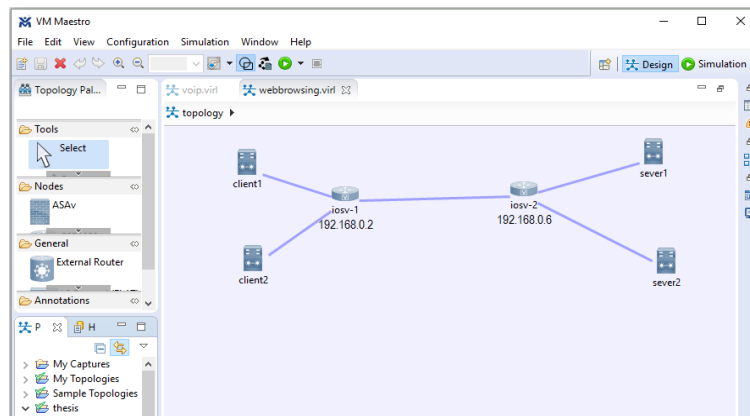 VM Maestro
File Edit View Configuration Simulation Window Help
Design Simulation
Topology Pal... voip.virl webbrowsing.virl
topology
Tools
Select
Nodes
ASAv
General
External Router
Annotations
client1
sever1
iosv-1
192.168.0.2
iosv-2
192.168.0.6
client2
sever2
P H
My Captures
My Topologies
Sample Topologies
thesis